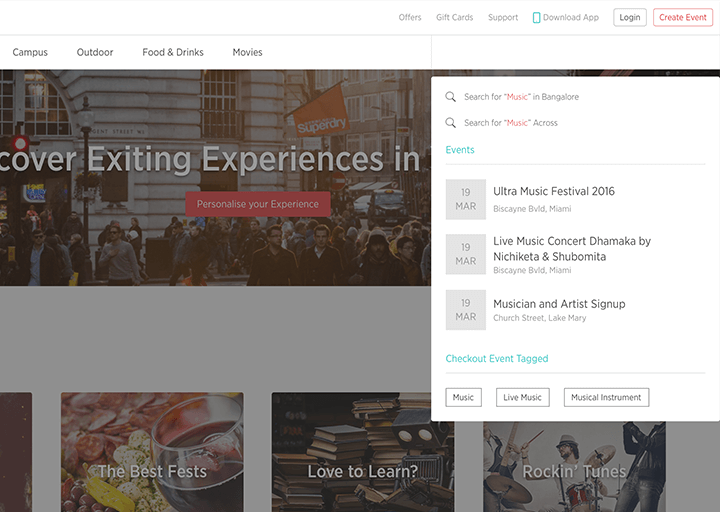 Offers Gift Cards Support Download App Login Create Event
Campus Outdoor Food & Drinks Movies
Search for “Music” in Bangalore
Search for “Music” Across
Events
19
MAR
Ultra Music Festival 2016
Biscayne Bvld, Miami
19
MAR
Live Music Concert Dhamaka by
Nichiketa & Shubomita
Biscayne Bvld, Miami
19
MAR
Musician and Artist Signup
Church Street, Lake Mary
Checkout Event Tagged
Music Live Music Musical Instrument
Superdry
cover Exiting Experiences in
Personalise your Experience
The Best Fests
Love to Learn?
Rockin’ Tunes